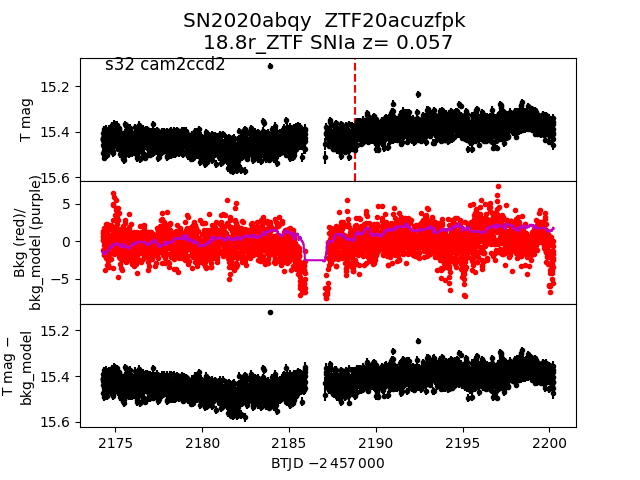 SN2020abqy  ZTF20acuzfpk
18.8r_ZTF SNIa z= 0.057
s32 cam2ccd2
15.2
15.4
15.6
T mag
5
0
−5
Bkg (red)/
bkg_model (purple)
15.2
15.4
15.6
T mag −
bkg_model
2175
2180
2185
2190
2195
2200
BTJD −2 457 000